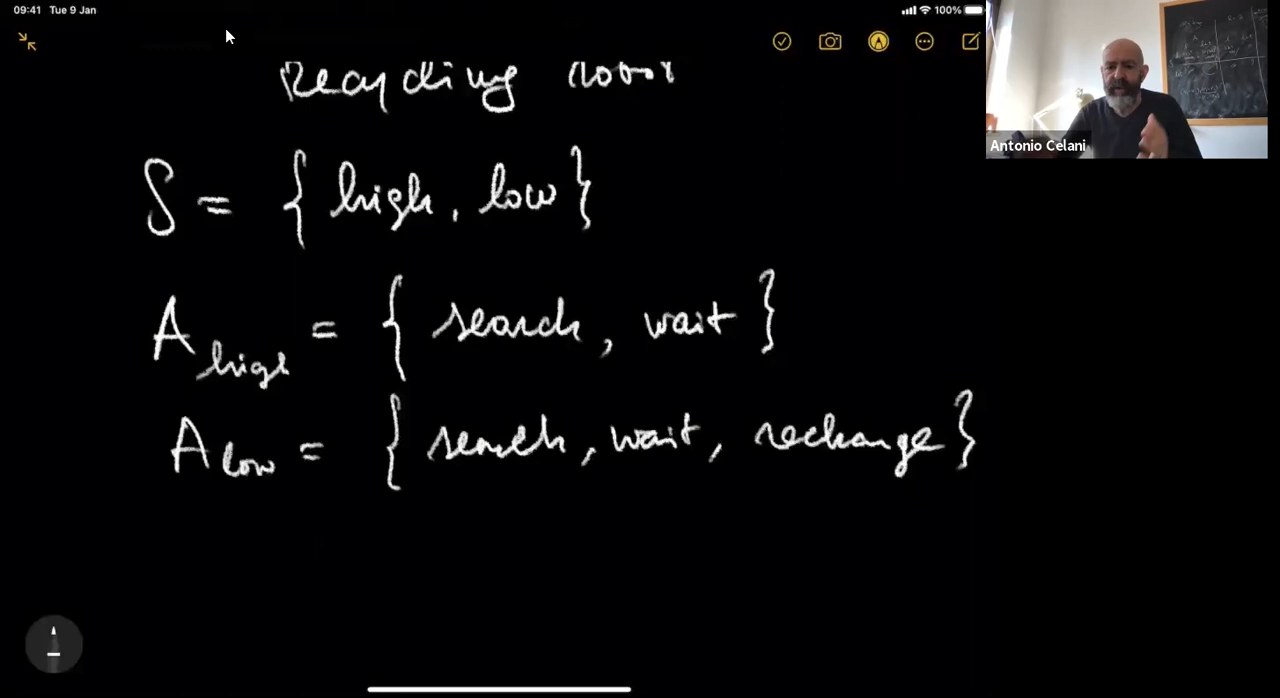 09:41 Tue 9 Jan
100%
Recycling robot
S = { high, low }
A high = { search, wait }
A low = { search, wait, recharge }
Antonio Celani